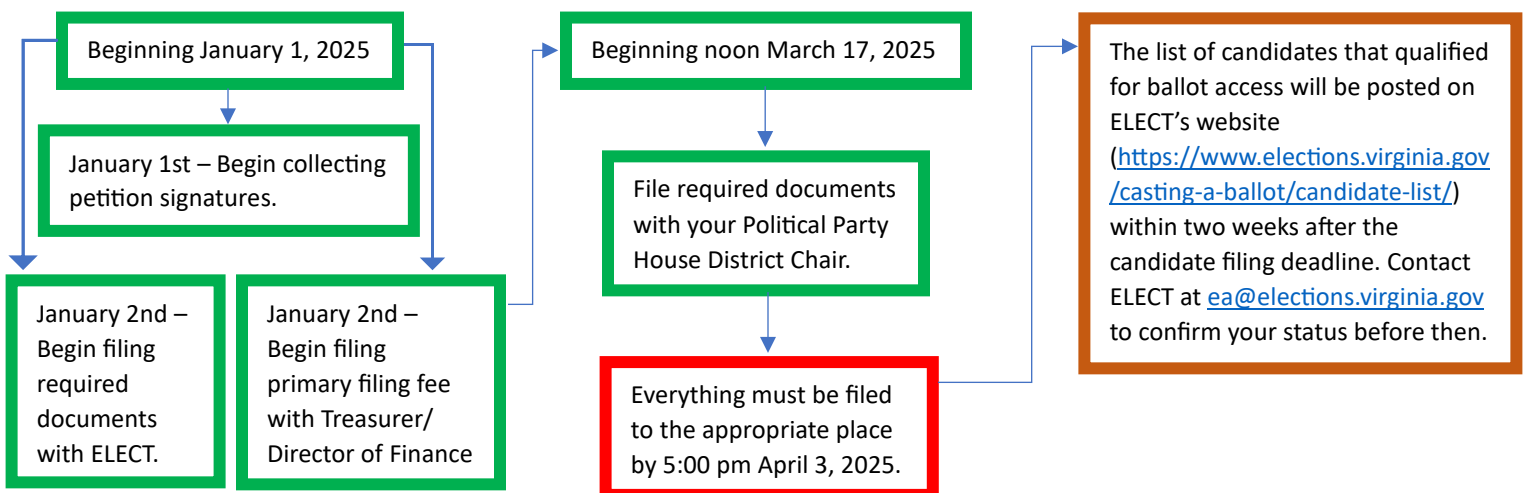 Beginning January 1, 2025
January 1st – Begin collecting
petition signatures.
January 2nd –
Begin filing
required
documents
with ELECT.
January 2nd –
Begin filing
primary filing fee
with Treasurer/
Director of Finance
Beginning noon March 17, 2025
File required documents
with your Political Party
House District Chair.
Everything must be filed
to the appropriate place
by 5:00 pm April 3, 2025.
The list of candidates that qualified
for ballot access will be posted on
ELECT’s website
(https://www.elections.virginia.gov
/casting-a-ballot/candidate-list/)
within two weeks after the
candidate filing deadline. Contact
ELECT at ea@elections.virginia.gov
to confirm your status before then.